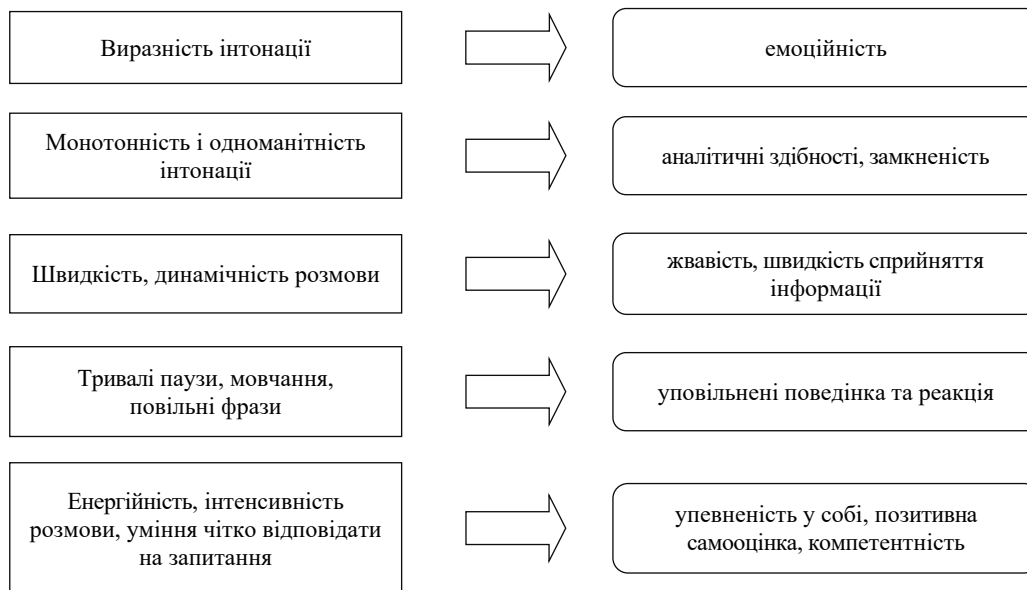 Виразність інтонації
емоційність
Монотонність і одноманітність
інтонації
аналітичні здібності, замкненість
Швидкість, динамічність розмови
жвавість, швидкість сприйняття
інформації
Тривалі паузи, мовчання,
повільні фрази
уповільнені поведінка та реакція
Енергійність, інтенсивність
розмови, уміння чітко відповідати
на запитання
упевненість у собі, позитивна
самооцінка, компетентність